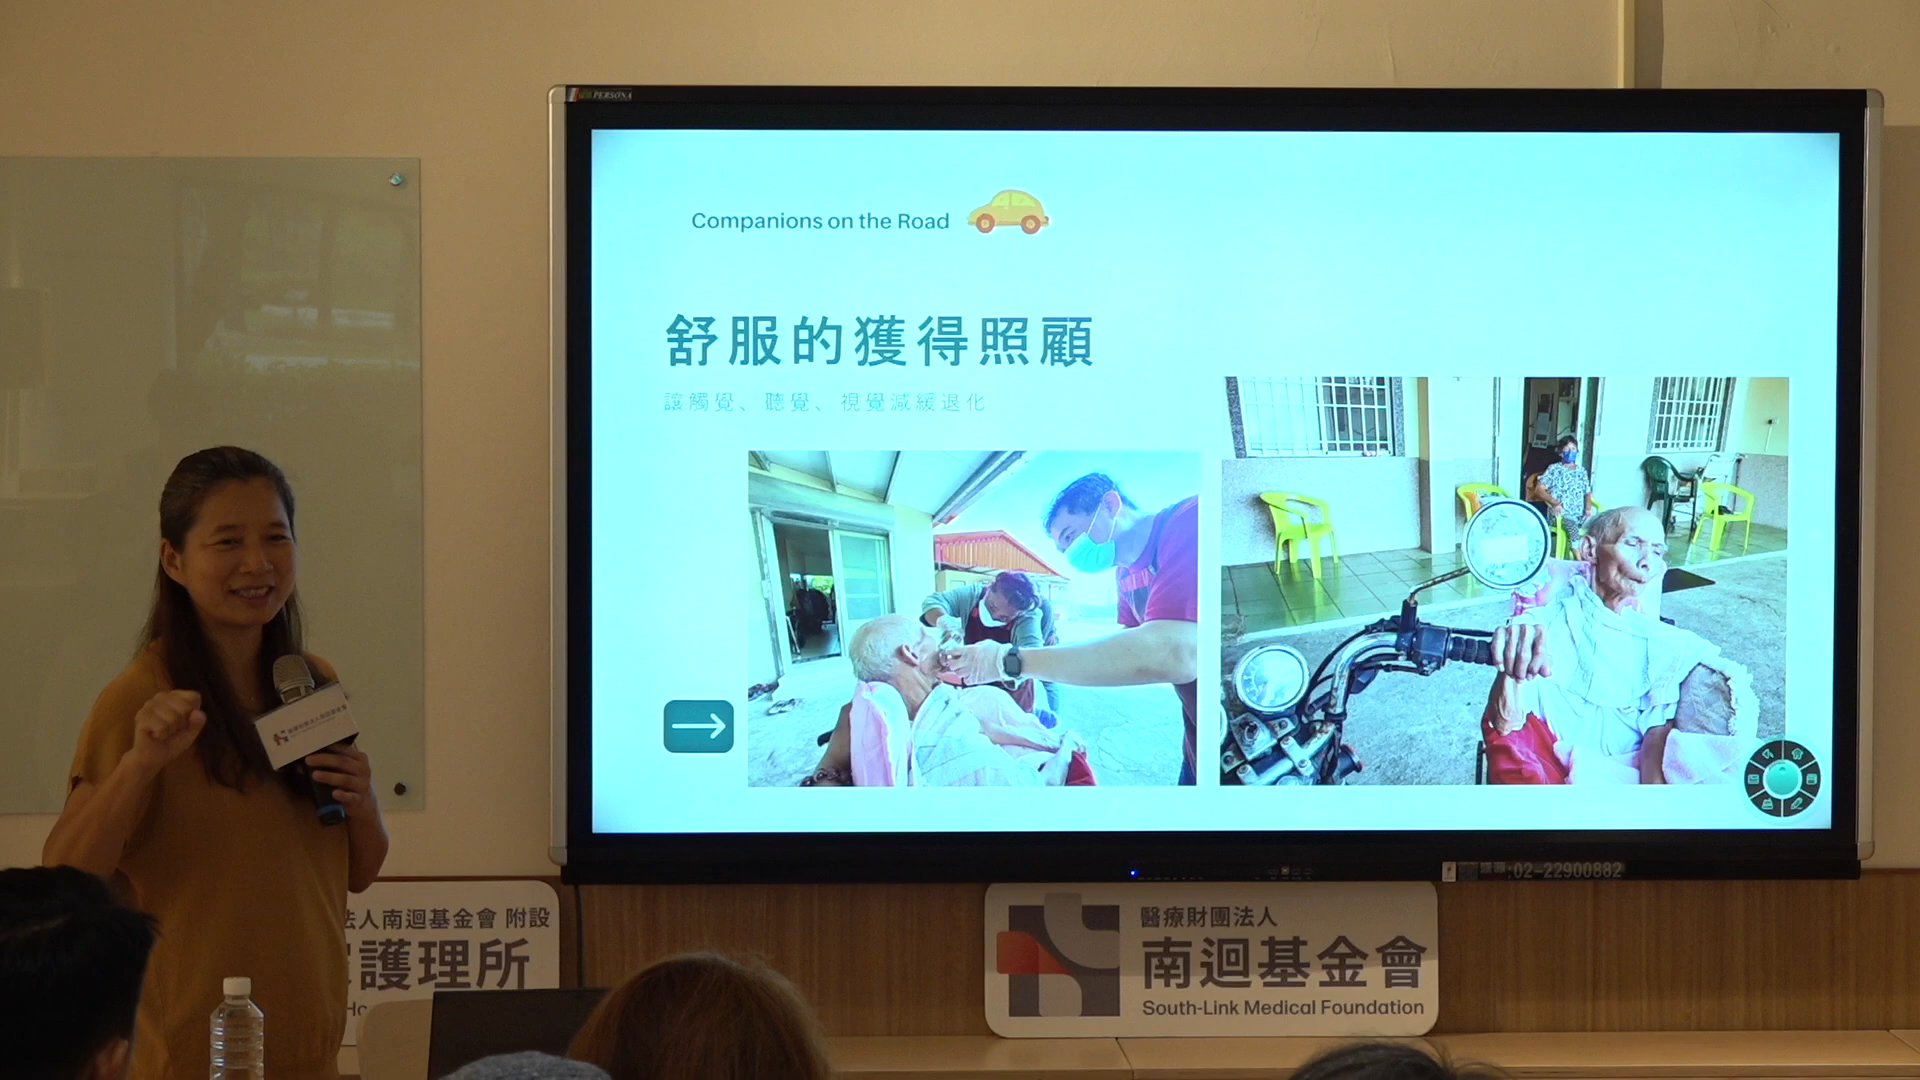 PERSONA
Companions on the Road
舒服的獲得照顧
讓觸覺、聽覺、視覺減緩退化
:02-22900882
法人南迴基金會 附設
護理所
醫療財團法人
南迴基金會
South-Link Medical Foundation